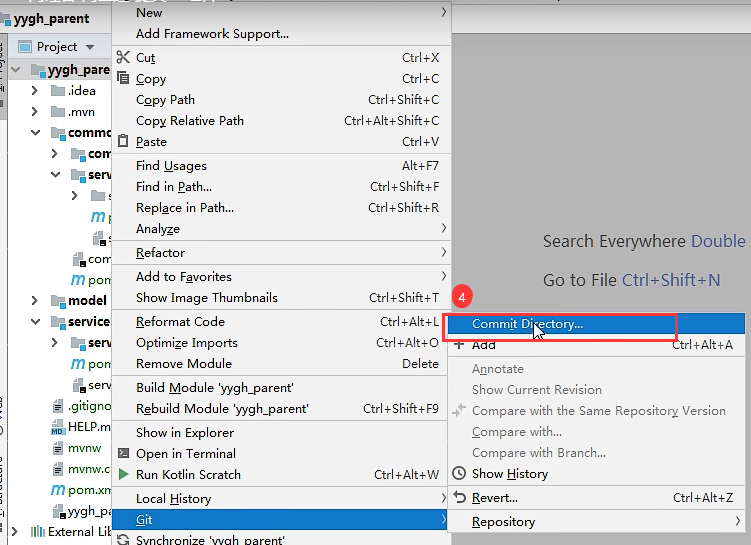 yygh_parent
Project
yygh_pare
.idea
.mvn
commo
com
serv
s
p
s
com
pom
model
service
serv
pom
serv
.gitigno
HELP.m
mvnw
mvnw.c
pom.xm
yygh_p
External Lib
New
Add Framework Support...
Cut Ctrl+X
Copy Ctrl+C
Copy Path Ctrl+Shift+C
Copy Relative Path Ctrl+Alt+Shift+C
Paste Ctrl+V
Find Usages Alt+F7
Find in Path... Ctrl+Shift+F
Replace in Path... Ctrl+Shift+R
Analyze
Refactor
Add to Favorites
Show Image Thumbnails Ctrl+Shift+T
Reformat Code Ctrl+Alt+L
Optimize Imports Ctrl+Alt+O
Remove Module Delete
Build Module 'yygh_parent'
Rebuild Module 'yygh_parent' Ctrl+Shift+F9
Show in Explorer
Open in Terminal
Run Kotlin Scratch Ctrl+Alt+W
Local History
Git
Synchronize 'yygh_parent'
Search Everywhere Double
Go to File Ctrl+Shift+N
4
Commit Directory...
Add Ctrl+Alt+A
Annotate
Show Current Revision
Compare with the Same Repository Version
Compare with...
Compare with Branch...
Show History
Revert... Ctrl+Alt+Z
Repository